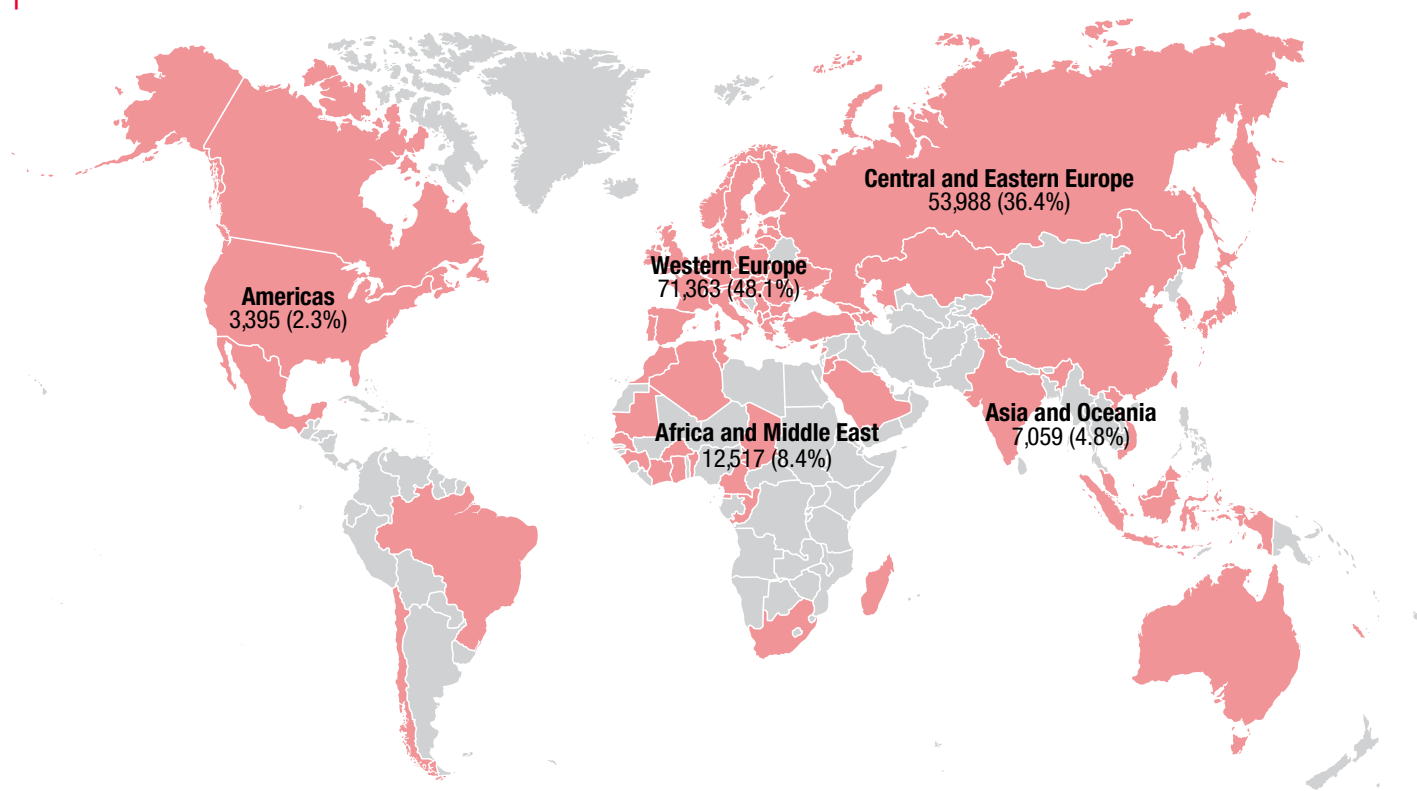 Central and Eastern Europe
53,988 (36.4%)
Western Europe
71,363 (48.1%)
Americas
3,395 (2.3%)
Asia and Oceania
7,059 (4.8%)
Africa and Middle East
12,517 (8.4%)